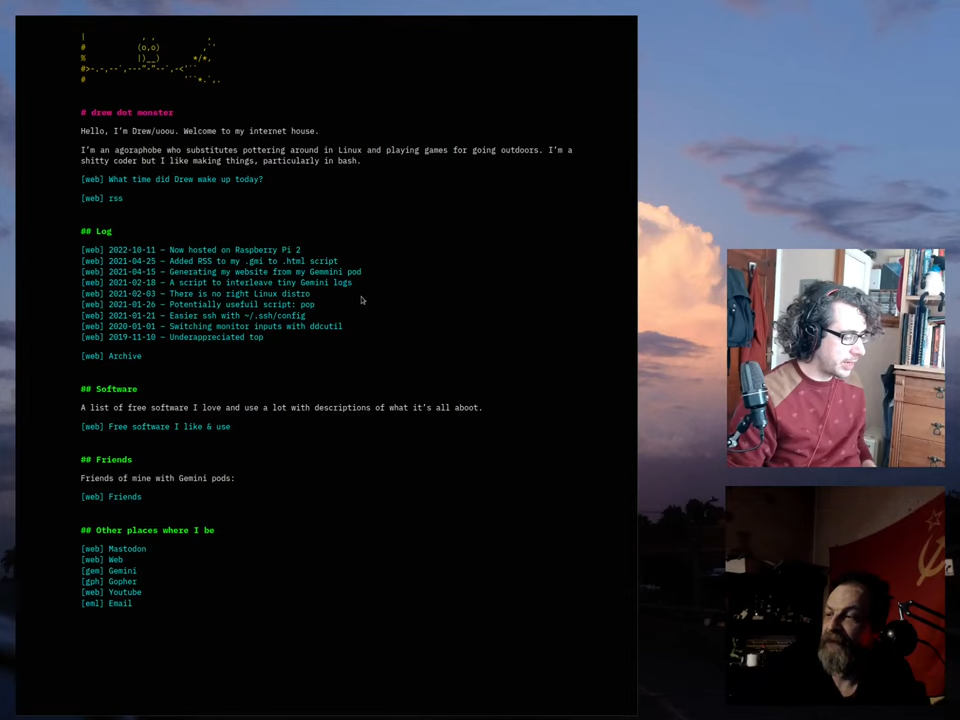 # drew dot monster
Hello, I'm Drew/uoou. Welcome to my internet house.
I'm an agoraphobe who substitutes pottering around in Linux and playing games for going outdoors. I'm a
shitty coder but I like making things, particularly in bash.
[web] What time did Drew wake up today?
[web] rss
## Log
[web] 2022-10-11 – Now hosted on Raspberry Pi 2
[web] 2021-04-25 – Added RSS to my .gmi to .html script
[web] 2021-04-15 – Generating my website from my Gemmini pod
[web] 2021-02-18 – A script to interleave tiny Gemini logs
[web] 2021-02-03 – There is no right Linux distro
[web] 2021-01-26 – Potentially usefuil script: pop
[web] 2021-01-21 – Easier ssh with ~/.ssh/config
[web] 2020-01-01 – Switching monitor inputs with ddcutil
[web] 2019-11-10 – Underappreciated top
[web] Archive
## Software
A list of free software I love and use a lot with descriptions of what it's all aboot.
[web] Free software I like & use
## Friends
Friends of mine with Gemini pods:
[web] Friends
## Other places where I be
[web] Mastodon
[web] Web
[gem] Gemini
[gph] Gopher
[web] Youtube
[eml] Email